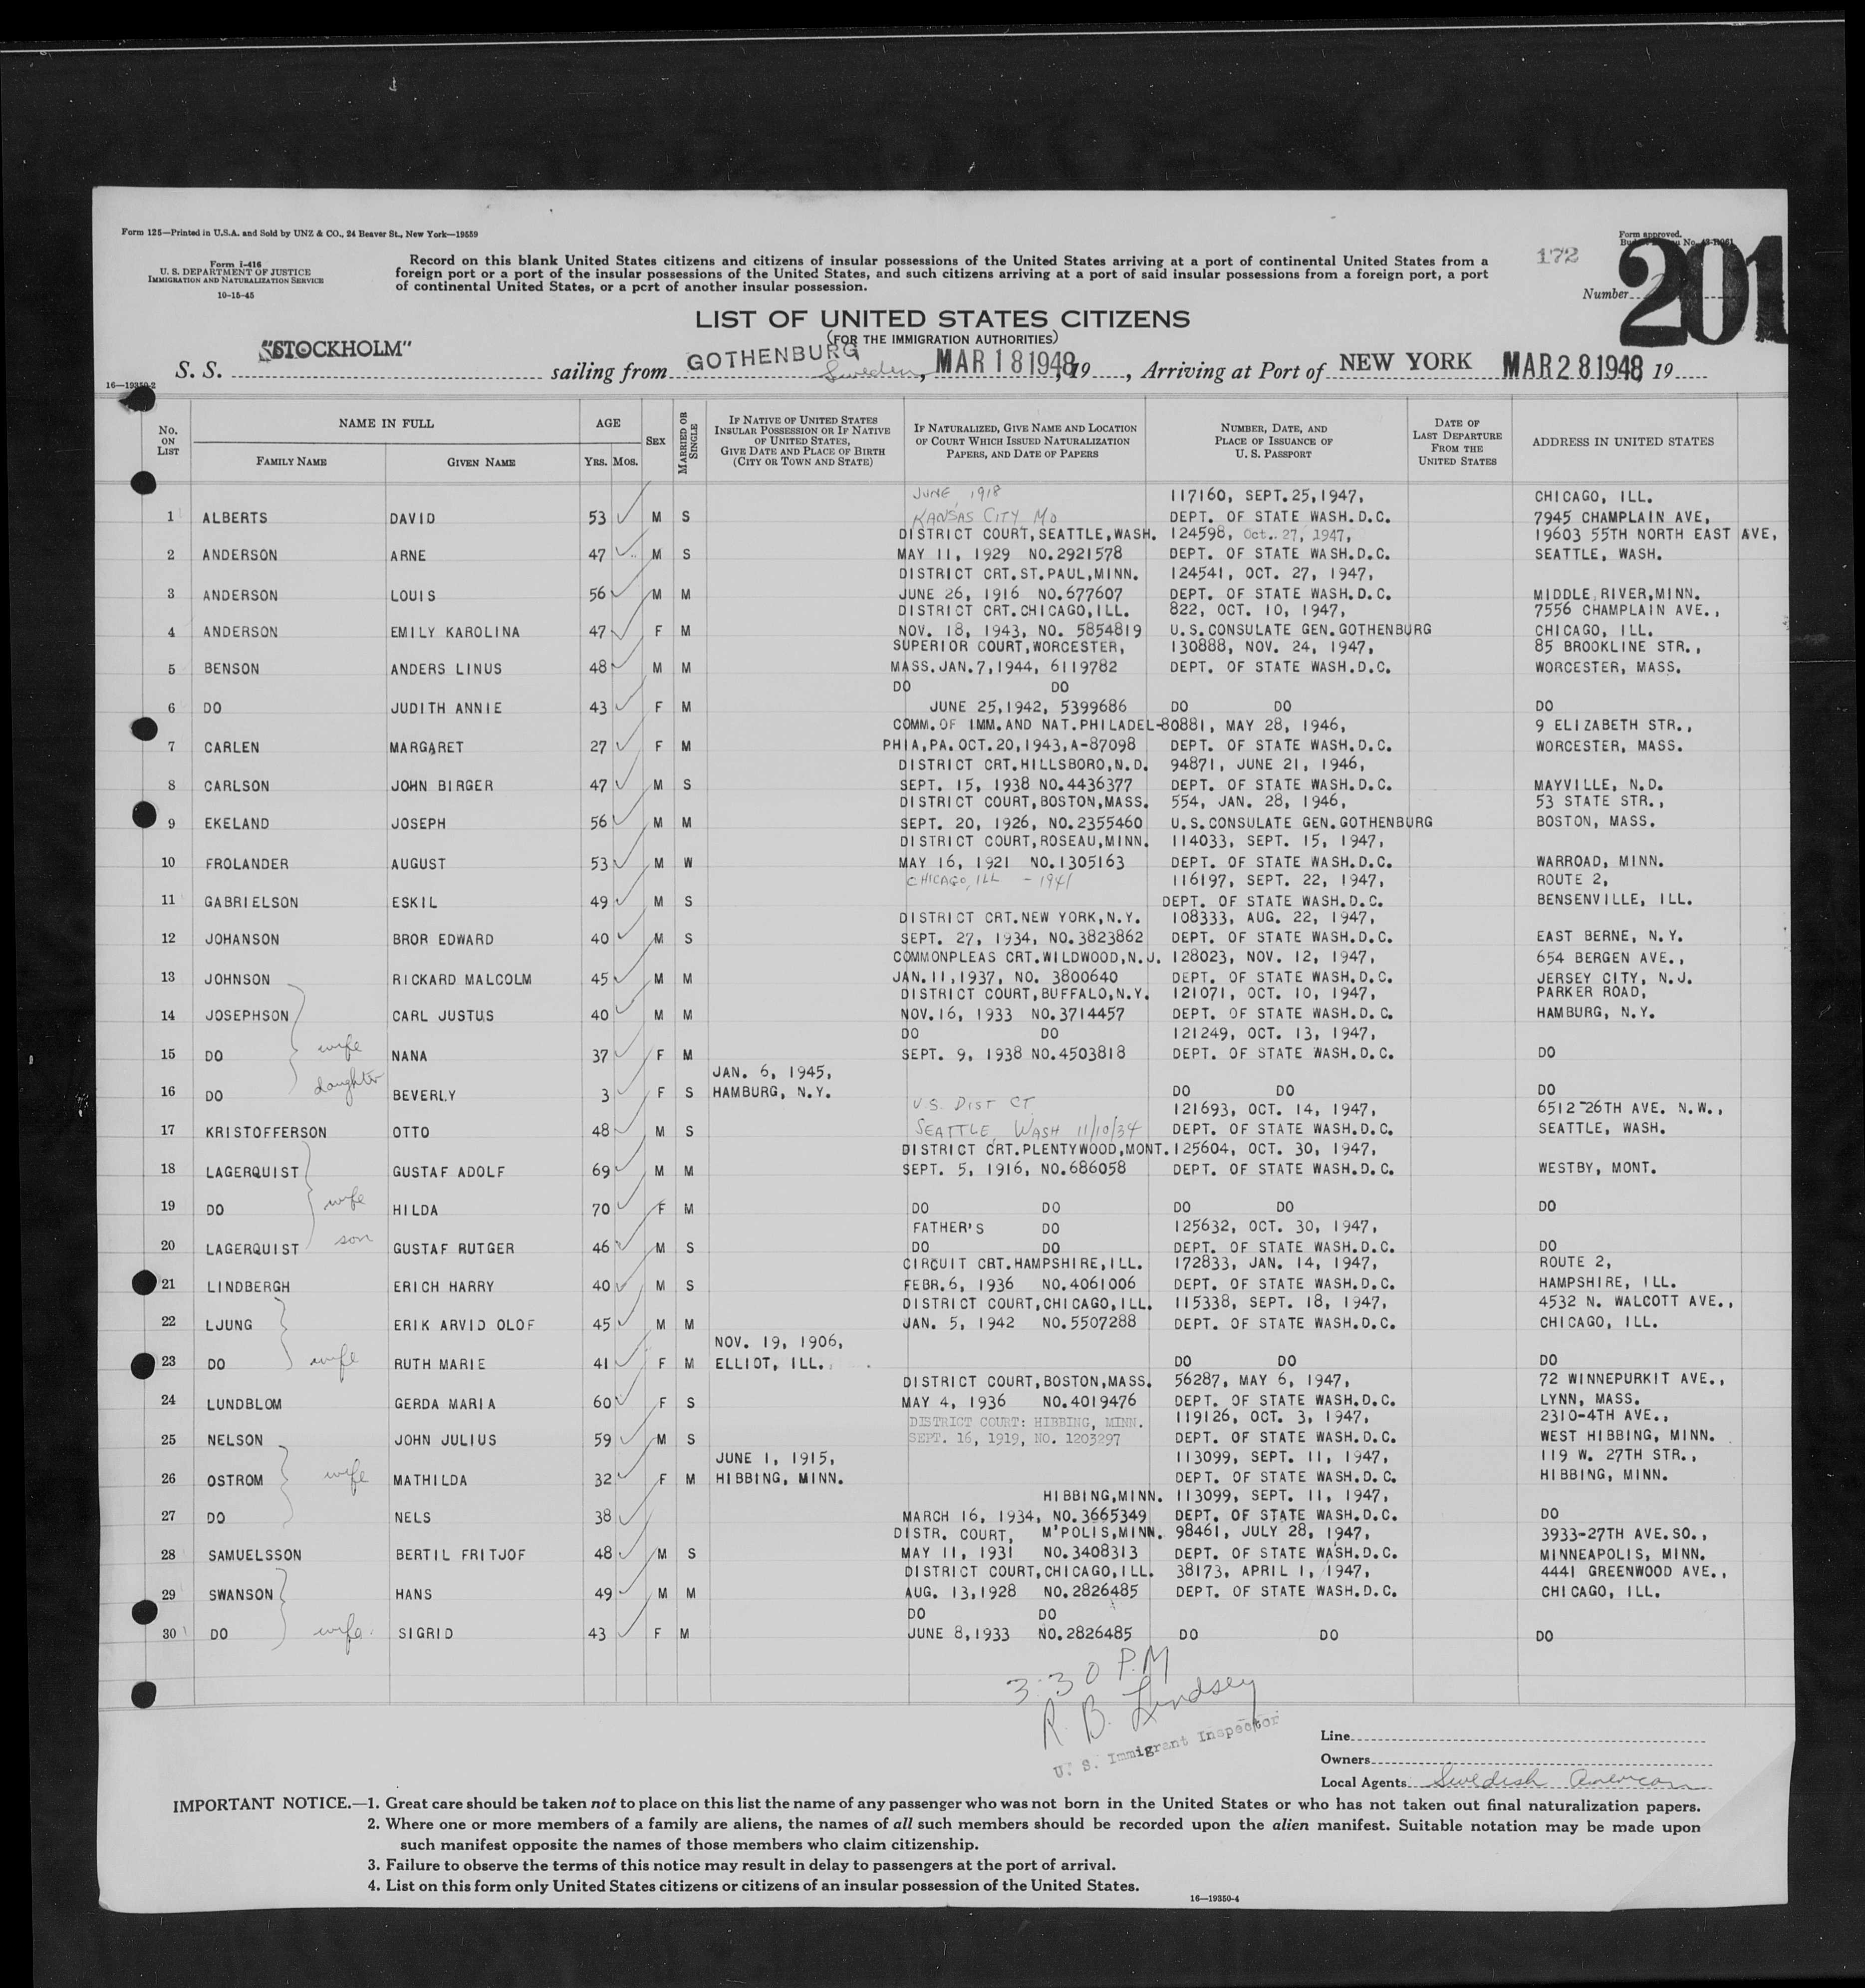 Form 125—Printed in U.S.A. and Sold by UNZ & CO., 24 Beaver St., New York—19559
Form I-416
U. S. DEPARTMENT OF JUSTICE
IMMIGRATION AND NATURALIZATION SERVICE
10-15-45
Record on this blank United States citizens and citizens of insular possessions of the United States arriving at a port of continental United States from a
foreign port or a port of the insular possessions of the United States, and such citizens arriving at a port of said insular possessions from a foreign port, a port
of continental United States, or a port of another insular possession.
172
Form approved.
Number
201
LIST OF UNITED STATES CITIZENS
(FOR THE IMMIGRATION AUTHORITIES)
S. S. "STOCKHOLM" sailing from GOTHENBURG Sweden, MAR 18 1948, 19, Arriving at Port of NEW YORK MAR 28 1948, 19
16—19350-2
No. ON LIST NAME IN FULL FAMILY NAME GIVEN NAME AGE YRS. MOS. SEX MARRIED OR SINGLE IF NATIVE OF UNITED STATES INSULAR POSSESSION OR IF NATIVE OF UNITED STATES, GIVE DATE AND PLACE OF BIRTH (CITY OR TOWN AND STATE) IF NATURALIZED, GIVE NAME AND LOCATION OF COURT WHICH ISSUED NATURALIZATION PAPERS, AND DATE OF PAPERS NUMBER, DATE, AND PLACE OF ISSUANCE OF U. S. PASSPORT DATE OF LAST DEPARTURE FROM THE UNITED STATES ADDRESS IN UNITED STATES
JUNE, 1918 117160, SEPT.25,1947, CHICAGO, ILL.
1 ALBERTS DAVID 53 M S KANSAS CITY MO DEPT. OF STATE WASH.D.C. 7945 CHAMPLAIN AVE,
DISTRICT COURT,SEATTLE,WASH. 124598, Oct. 27, 1947, 19603 55TH NORTH EAST AVE,
2 ANDERSON ARNE 47 M S MAY 11, 1929 NO.2921578 DEPT. OF STATE WASH.D.C. SEATTLE, WASH.
DISTRICT CRT.ST.PAUL,MINN. 124541, OCT. 27, 1947,
3 ANDERSON LOUIS 56 M M JUNE 26, 1916 NO.677607 DEPT. OF STATE WASH.D.C. MIDDLE RIVER,MINN.
DISTRICT CRT.CHICAGO,ILL. 822, OCT. 10, 1947, 7556 CHAMPLAIN AVE.,
4 ANDERSON EMILY KAROLINA 47 F M NOV. 18, 1943, NO. 5854819 U.S.CONSULATE GEN.GOTHENBURG CHICAGO, ILL.
SUPERIOR COURT,WORCESTER, 130888, NOV. 24, 1947, 85 BROOKLINE STR.,
5 BENSON ANDERS LINUS 48 M M MASS.JAN.7,1944, 6119782 DEPT. OF STATE WASH.D.C. WORCESTER, MASS.
DO DO
6 DO JUDITH ANNIE 43 F M JUNE 25,1942, 5399686 DO DO DO
COMM.OF IMM.AND NAT.PHILADEL-80881, MAY 28, 1946, 9 ELIZABETH STR.,
7 CARLEN MARGARET 27 F M PHIA,PA.OCT.20,1943,A-87098 DEPT. OF STATE WASH.D.C. WORCESTER, MASS.
DISTRICT CRT.HILLSBORO,N.D. 94871, JUNE 21, 1946,
8 CARLSON JOHN BIRGER 47 M S SEPT. 15, 1938 NO.4436377 DEPT. OF STATE WASH.D.C. MAYVILLE, N.D.
DISTRICT COURT,BOSTON,MASS. 554, JAN. 28, 1946, 53 STATE STR.,
9 EKELAND JOSEPH 56 M M SEPT. 20, 1926, NO.2355460 U.S.CONSULATE GEN.GOTHENBURG BOSTON, MASS.
DISTRICT COURT,ROSEAU,MINN. 114033, SEPT. 15, 1947,
10 FROLANDER AUGUST 53 M W MAY 16, 1921 NO.1305163 DEPT. OF STATE WASH.D.C. WARROAD, MINN.
CHICAGO, ILL - 1941 116197, SEPT. 22, 1947, ROUTE 2,
11 GABRIELSON ESKIL 49 M S DEPT. OF STATE WASH.D.C. BENSENVILLE, ILL.
DISTRICT CRT.NEW YORK,N.Y. 108333, AUG. 22, 1947,
12 JOHANSON BROR EDWARD 40 M S SEPT. 27, 1934, NO.3823862 DEPT. OF STATE WASH.D.C. EAST BERNE, N.Y.
COMMONPLEAS CRT.WILDWOOD,N.J. 128023, NOV. 12, 1947, 654 BERGEN AVE.,
13 JOHNSON RICKARD MALCOLM 45 M M JAN.11,1937, NO. 3800640 DEPT. OF STATE WASH.D.C. JERSEY CITY, N.J.
DISTRICT COURT,BUFFALO,N.Y. 121071, OCT. 10, 1947, PARKER ROAD,
14 JOSEPHSON CARL JUSTUS 40 M M NOV.16, 1933 NO.3714457 DEPT. OF STATE WASH.D.C. HAMBURG, N.Y.
DO DO 121249, OCT. 13, 1947,
15 DO wife NANA 37 F M SEPT. 9, 1938 NO.4503818 DEPT. OF STATE WASH.D.C. DO
JAN. 6, 1945,
16 DO daughter BEVERLY 3 F S HAMBURG, N.Y. DO DO DO
U.S. DIST CT 121693, OCT. 14, 1947, 6512-26TH AVE. N.W.,
17 KRISTOFFERSON OTTO 48 M S SEATTLE, WASH 11/10/34 DEPT. OF STATE WASH.D.C. SEATTLE, WASH.
DISTRICT CRT.PLENTYWOOD,MONT.125604, OCT. 30, 1947,
18 LAGERQUIST GUSTAF ADOLF 69 M M SEPT. 5, 1916, NO.686058 DEPT. OF STATE WASH.D.C. WESTBY, MONT.
19 DO wife HILDA 70 F M DO DO DO DO DO
FATHER'S DO 125632, OCT. 30, 1947,
20 LAGERQUIST son GUSTAF RUTGER 46 M S DO DO DEPT. OF STATE WASH.D.C. DO
CIRCUIT CRT.HAMPSHIRE,ILL. 172833, JAN. 14, 1947, ROUTE 2,
21 LINDBERGH ERICH HARRY 40 M S FEBR.6, 1936 NO.4061006 DEPT. OF STATE WASH.D.C. HAMPSHIRE, ILL.
DISTRICT COURT,CHICAGO,ILL. 115338, SEPT. 18, 1947, 4532 N. WALCOTT AVE.,
22 LJUNG ERIK ARVID OLOF 45 M M JAN. 5, 1942 NO.5507288 DEPT. OF STATE WASH.D.C. CHICAGO, ILL.
NOV. 19, 1906,
23 DO wife RUTH MARIE 41 F M ELLIOT, ILL. DO DO DO
DISTRICT COURT,BOSTON,MASS. 56287, MAY 6, 1947, 72 WINNEPURKIT AVE.,
24 LUNDBLOM GERDA MARIA 60 F S MAY 4, 1936 NO.4019476 DEPT. OF STATE WASH.D.C. LYNN, MASS.
DISTRICT COURT: HIBBING, MINN. 119126, OCT. 3, 1947, 2310-4TH AVE.,
25 NELSON JOHN JULIUS 59 M S SEPT. 16, 1919, NO. 1203297 DEPT. OF STATE WASH.D.C. WEST HIBBING, MINN.
JUNE 1, 1915, 113099, SEPT. 11, 1947, 119 W. 27TH STR.,
26 OSTROM wife MATHILDA 32 F M HIBBING, MINN. DEPT. OF STATE WASH.D.C. HIBBING, MINN.
HIBBING,MINN. 113099, SEPT. 11, 1947,
27 DO NELS 38 MARCH 16, 1934, NO.3665349 DEPT. OF STATE WASH.D.C. DO
DISTR. COURT, M'POLIS,MINN. 98461, JULY 28, 1947, 3933-27TH AVE.SO.,
28 SAMUELSSON BERTIL FRITJOF 48 M S MAY 11, 1931 NO.3408313 DEPT. OF STATE WASH.D.C. MINNEAPOLIS, MINN.
DISTRICT COURT,CHICAGO,ILL. 38173, APRIL 1, 1947, 4441 GREENWOOD AVE.,
29 SWANSON HANS 49 M M AUG. 13,1928 NO.2826485 DEPT. OF STATE WASH.D.C. CHICAGO, ILL.
DO DO
30 DO wife SIGRID 43 F M JUNE 8,1933 NO.2826485 DO DO DO
3:30 P.M
R. B. Lindsey
U. S. Immigrant Inspector
Line
Owners
Local Agents Swedish American
IMPORTANT NOTICE.—1. Great care should be taken not to place on this list the name of any passenger who was not born in the United States or who has not taken out final naturalization papers.
2. Where one or more members of a family are aliens, the names of all such members should be recorded upon the alien manifest. Suitable notation may be made upon
such manifest opposite the names of those members who claim citizenship.
3. Failure to observe the terms of this notice may result in delay to passengers at the port of arrival.
4. List on this form only United States citizens or citizens of an insular possession of the United States.
16—19350-4